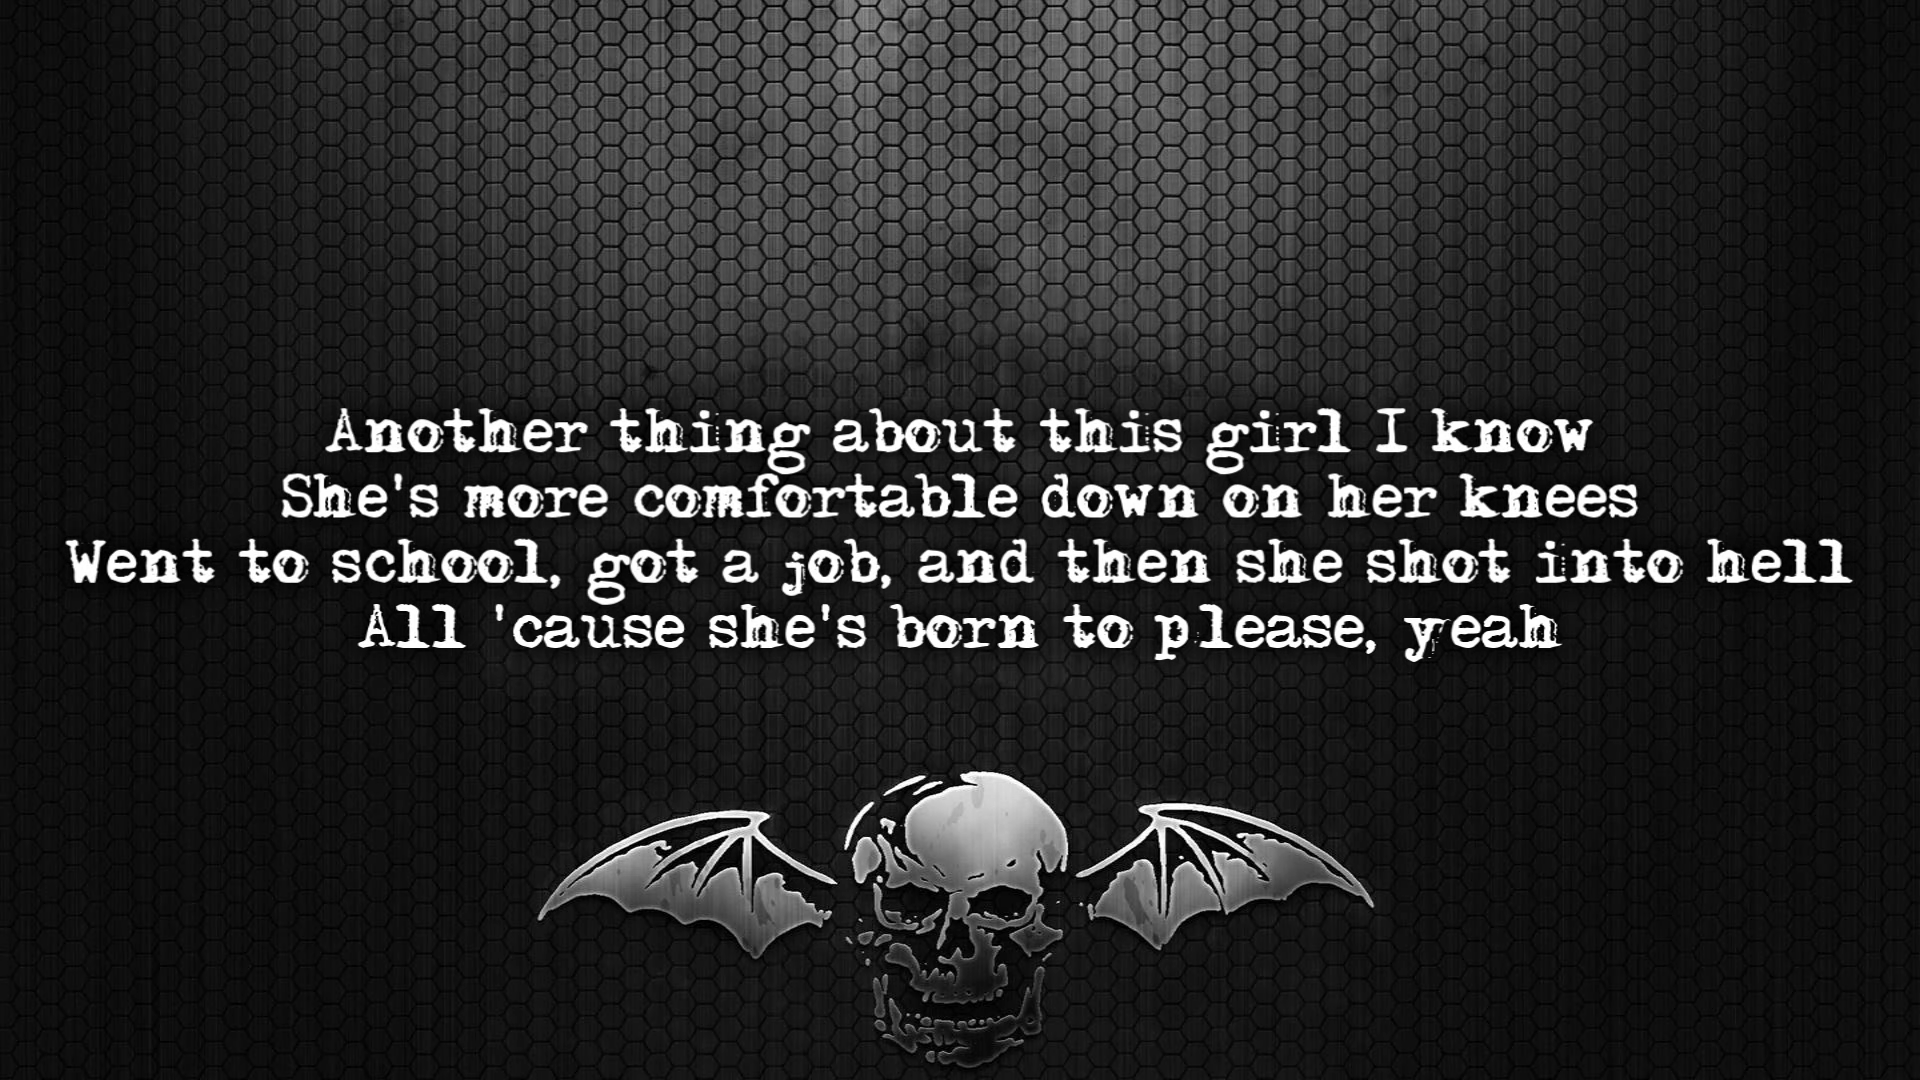 Another thing about this girl I know
She's more comfortable down on her knees
Went to school, got a job, and then she shot into hell
All 'cause she's born to please, yeah